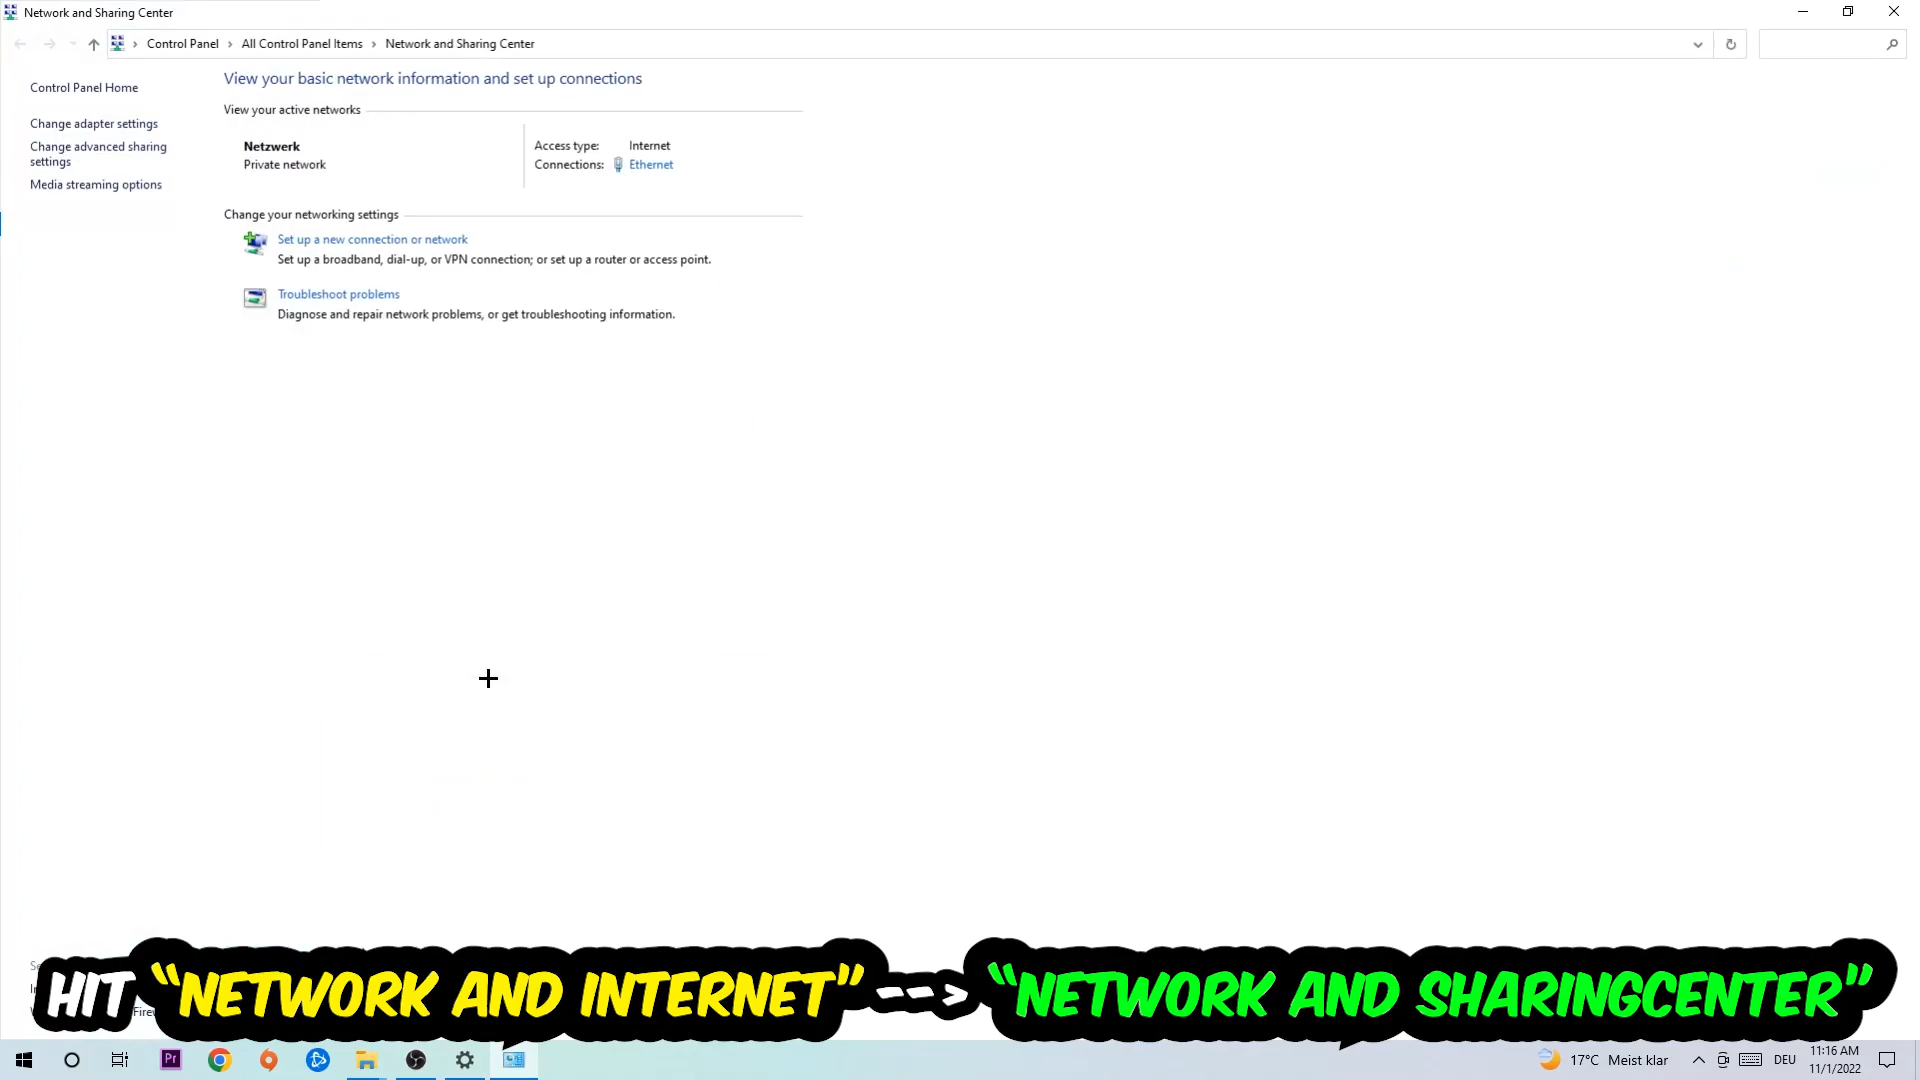 Network and Sharing Center
Control Panel > All Control Panel Items > Network and Sharing Center
Control Panel Home
Change adapter settings
Change advanced sharing
settings
Media streaming options
View your basic network information and set up connections
View your active networks
Netzwerk
Private network
Access type: Internet
Connections: Ethernet
Change your networking settings
Set up a new connection or network
Set up a broadband, dial-up, or VPN connection; or set up a router or access point.
Troubleshoot problems
Diagnose and repair network problems, or get troubleshooting information.
HIT “NETWORK AND INTERNET” ---> “NETWORK AND SHARINGCENTER”
Pr
17°C Meist klar
DEU
11:16 AM
11/1/2022